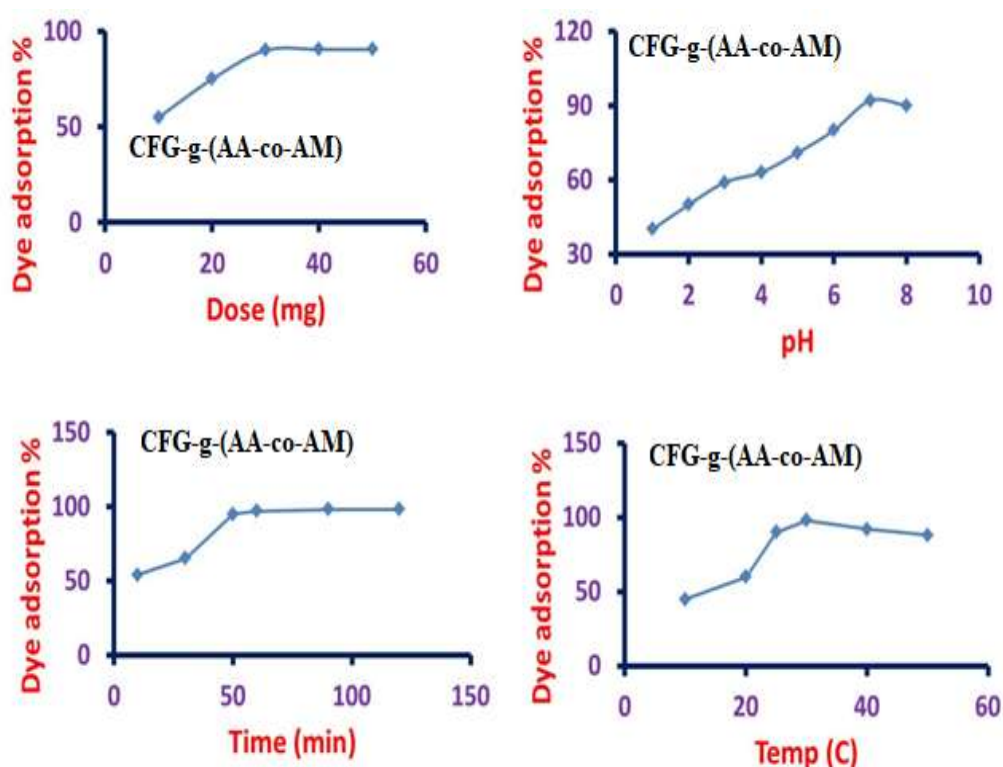 Dye adsorption %
100
50
0
CFG-g-(AA-co-AM)
0 20 40 60
Dose (mg)
Dye adsorption %
120
90
60
30
CFG-g-(AA-co-AM)
0 2 4 6 8 10
pH
Dye adsorption %
150
100
50
0
CFG-g-(AA-co-AM)
0 50 100 150
Time (min)
Dye adsorption %
150
100
50
0
CFG-g-(AA-co-AM)
0 20 40 60
Temp (C)